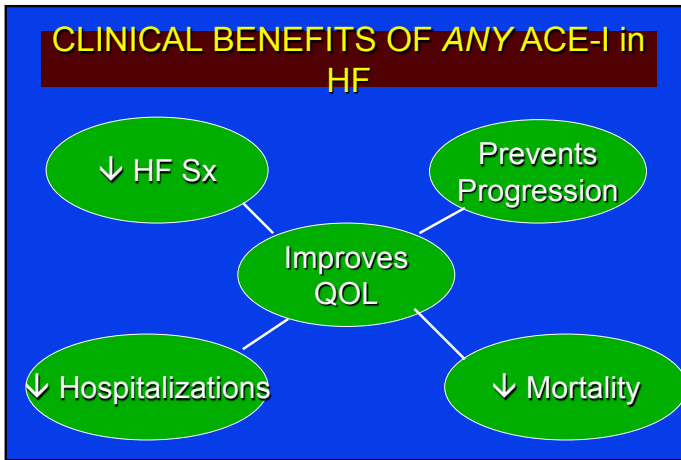 CLINICAL BENEFITS OF ANY ACE-I in
HF
↓ HF Sx
Prevents
Progression
Improves
QOL
↓ Hospitalizations
↓ Mortality